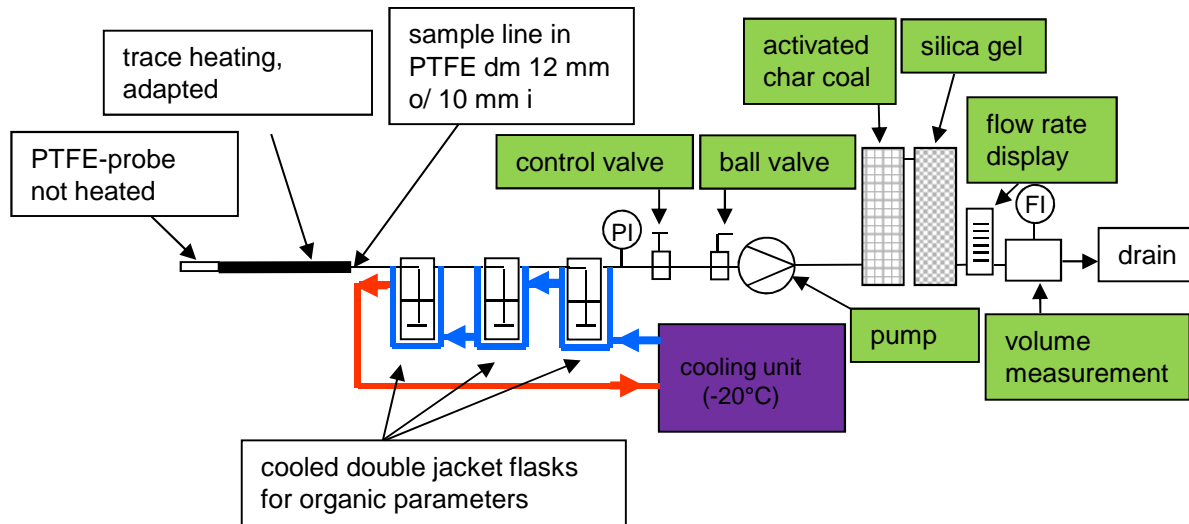 trace heating,
adapted
sample line in
PTFE dm 12 mm
o/ 10 mm i
activated
char coal
silica gel
flow rate
display
PTFE-probe
not heated
control valve
ball valve
PI
FI
drain
pump
volume
measurement
cooling unit
(-20°C)
cooled double jacket flasks
for organic parameters